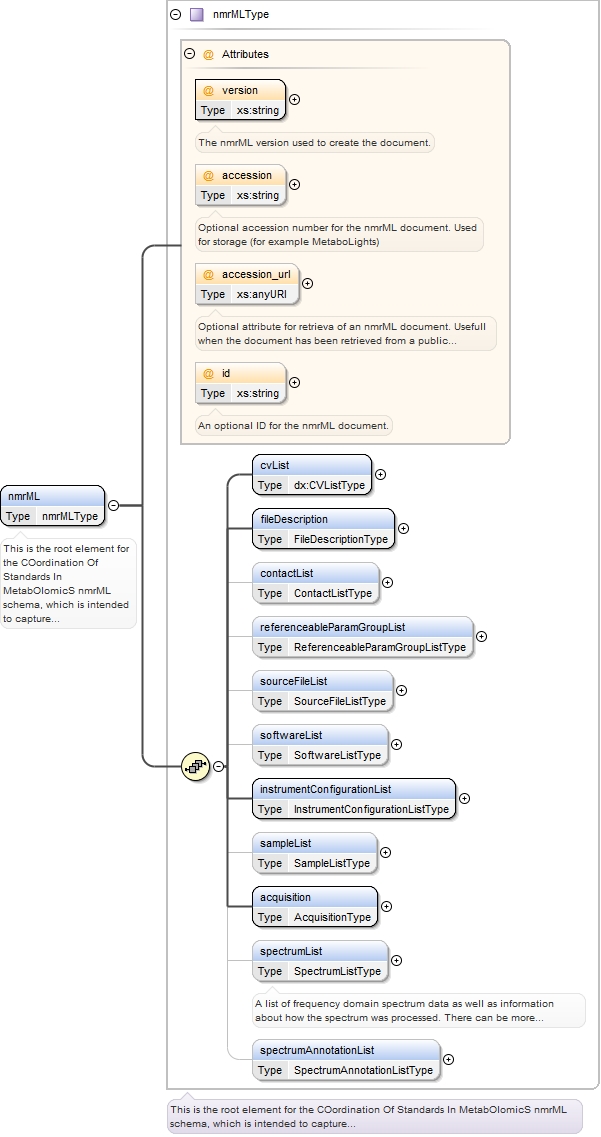 nmrMLType
Attributes
@ version
Type xs:string
The nmrML version used to create the document.
@ accession
Type xs:string
Optional accession number for the nmrML document. Used
for storage (for example MetaboLights)
@ accession_url
Type xs:anyURI
Optional attribute for retrieva of an nmrML document. Usefull
when the document has been retrieved from a public...
@ id
Type xs:string
An optional ID for the nmrML document.
nmrML
Type nmrMLType
This is the root element for
the COordination Of
Standards In
MetabOlomicS nmrML
schema, which is intended
to capture...
cvList
Type dx:CVListType
fileDescription
Type FileDescriptionType
contactList
Type ContactListType
referenceableParamGroupList
Type ReferenceableParamGroupListType
sourceFileList
Type SourceFileListType
softwareList
Type SoftwareListType
instrumentConfigurationList
Type InstrumentConfigurationListType
sampleList
Type SampleListType
acquisition
Type AcquisitionType
spectrumList
Type SpectrumListType
A list of frequency domain spectrum data as well as information
about how the spectrum was processed. There can be more...
spectrumAnnotationList
Type SpectrumAnnotationListType
This is the root element for the COordination Of Standards In MetabOlomicS nmrML
schema, which is intended to capture...